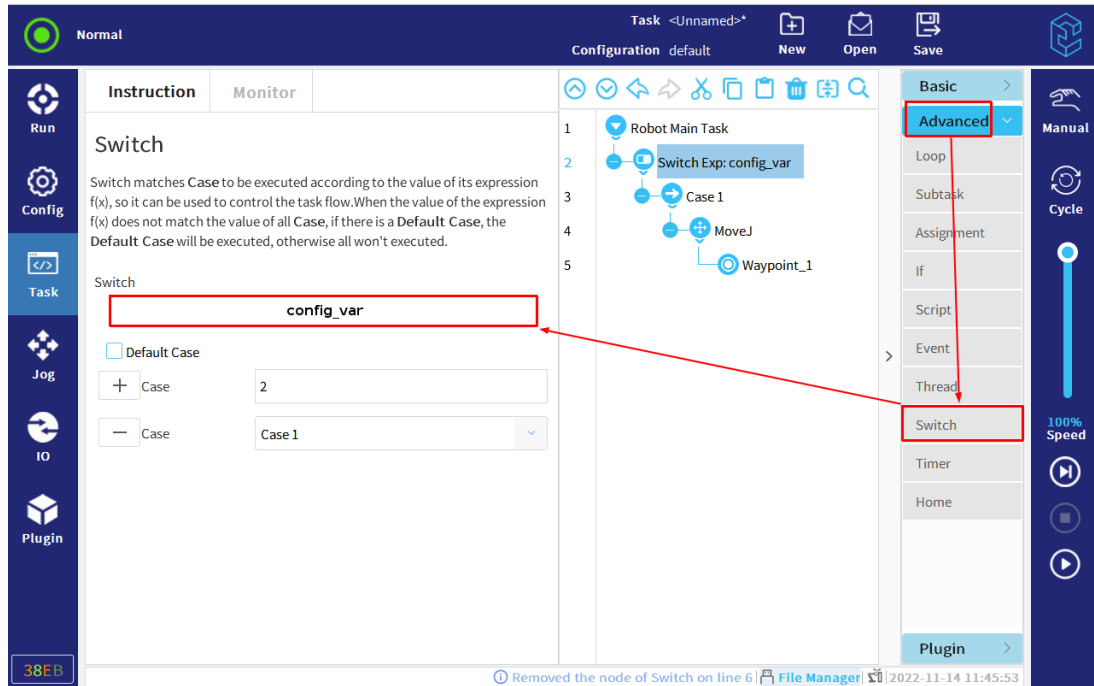 Normal
Task <Unnamed>*
Configuration default
New
Open
Save
Run
Config
Task
Jog
IO
Plugin
38EB
Instruction
Monitor
Switch
Switch matches Case to be executed according to the value of its expression
f(x), so it can be used to control the task flow.When the value of the expression
f(x) does not match the value of all Case, if there is a Default Case, the
Default Case will be executed, otherwise all won't executed.
Switch
config_var
Default Case
+ Case 2
− Case Case 1
1 Robot Main Task
2 Switch Exp: config_var
3 Case 1
4 MoveJ
5 Waypoint_1
Basic
Advanced
Loop
Subtask
Assignment
If
Script
Event
Thread
Switch
Timer
Home
Plugin
Manual
Cycle
100%
Speed
Removed the node of Switch on line 6
File Manager
2022-11-14 11:45:53